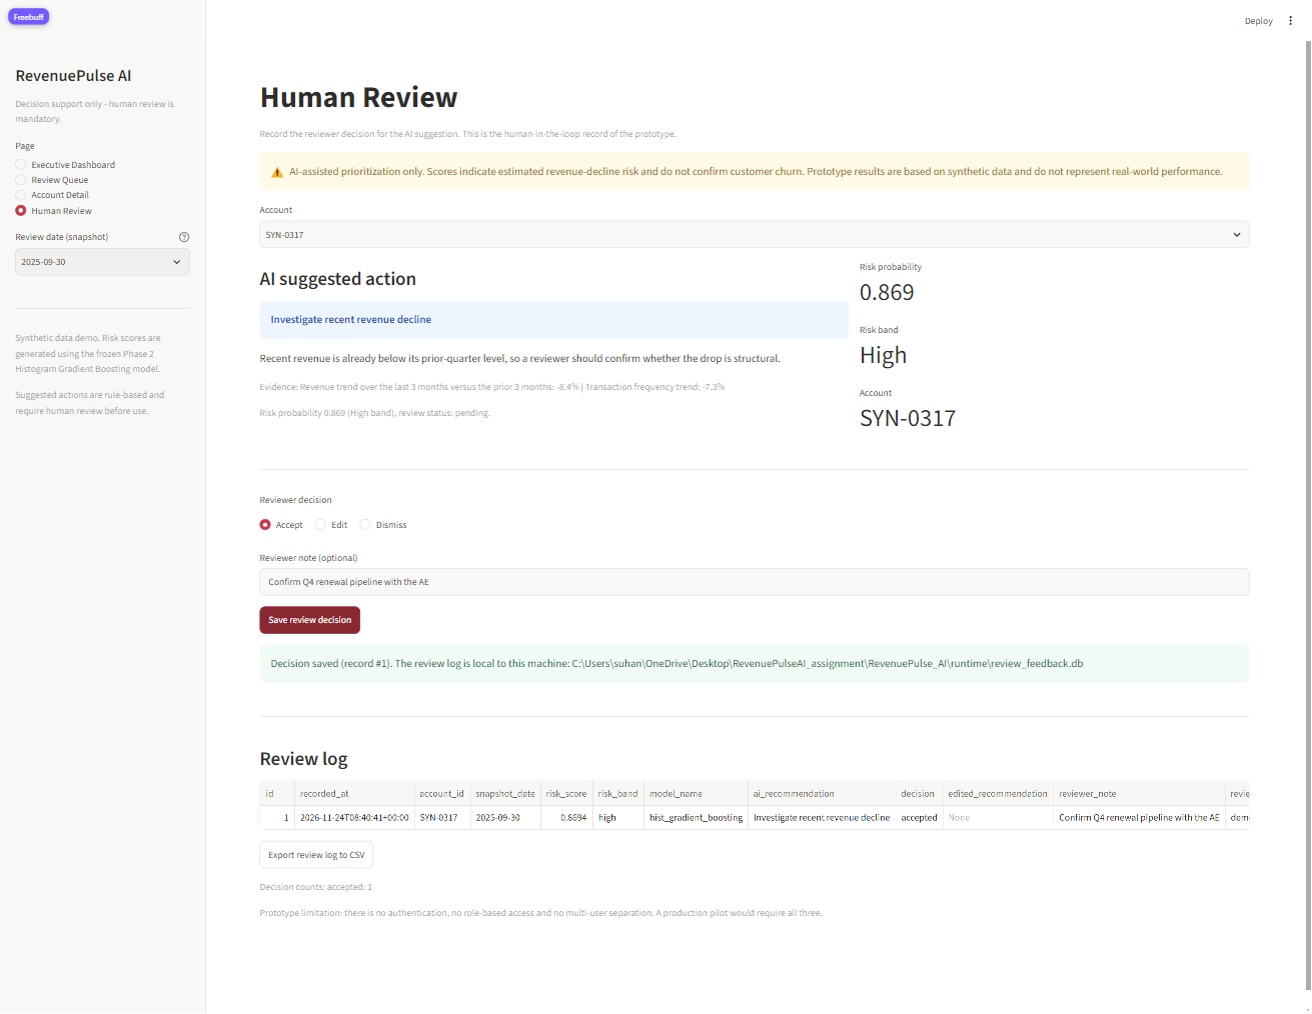 Freebuff
Deploy
RevenuePulse AI
Decision support only - human review is
mandatory.
Page
Executive Dashboard
Review Queue
Account Detail
Human Review
Review date (snapshot)
2025-09-30
Synthetic data demo. Risk scores are
generated using the frozen Phase 2
Histogram Gradient Boosting model.
Suggested actions are rule-based and
require human review before use.
Human Review
Record the reviewer decision for the AI suggestion. This is the human-in-the-loop record of the prototype.
AI-assisted prioritization only. Scores indicate estimated revenue-decline risk and do not confirm customer churn. Prototype results are based on synthetic data and do not represent real-world performance.
Account
SYN-0317
AI suggested action
Investigate recent revenue decline
Recent revenue is already below its prior-quarter level, so a reviewer should confirm whether the drop is structural.
Evidence: Revenue trend over the last 3 months versus the prior 3 months: -8.4% | Transaction frequency trend: -7.3%
Risk probability 0.869 (High band), review status: pending.
Risk probability
0.869
Risk band
High
Account
SYN-0317
Reviewer decision
Accept Edit Dismiss
Reviewer note (optional)
Confirm Q4 renewal pipeline with the AE
Save review decision
Decision saved (record #1). The review log is local to this machine: C:\Users\suhan\OneDrive\Desktop\RevenuePulseAI_assignment\RevenuePulse_AI\runtime\review_feedback.db
Review log
id recorded_at account_id snapshot_date risk_score risk_band model_name ai_recommendation decision edited_recommendation reviewer_note revie
1 2026-11-24T08:40:41+00:00 SYN-0317 2025-09-30 0.8694 high hist_gradient_boosting Investigate recent revenue decline accepted None Confirm Q4 renewal pipeline with the AE demo
Export review log to CSV
Decision counts: accepted: 1
Prototype limitation: there is no authentication, no role-based access and no multi-user separation. A production pilot would require all three.